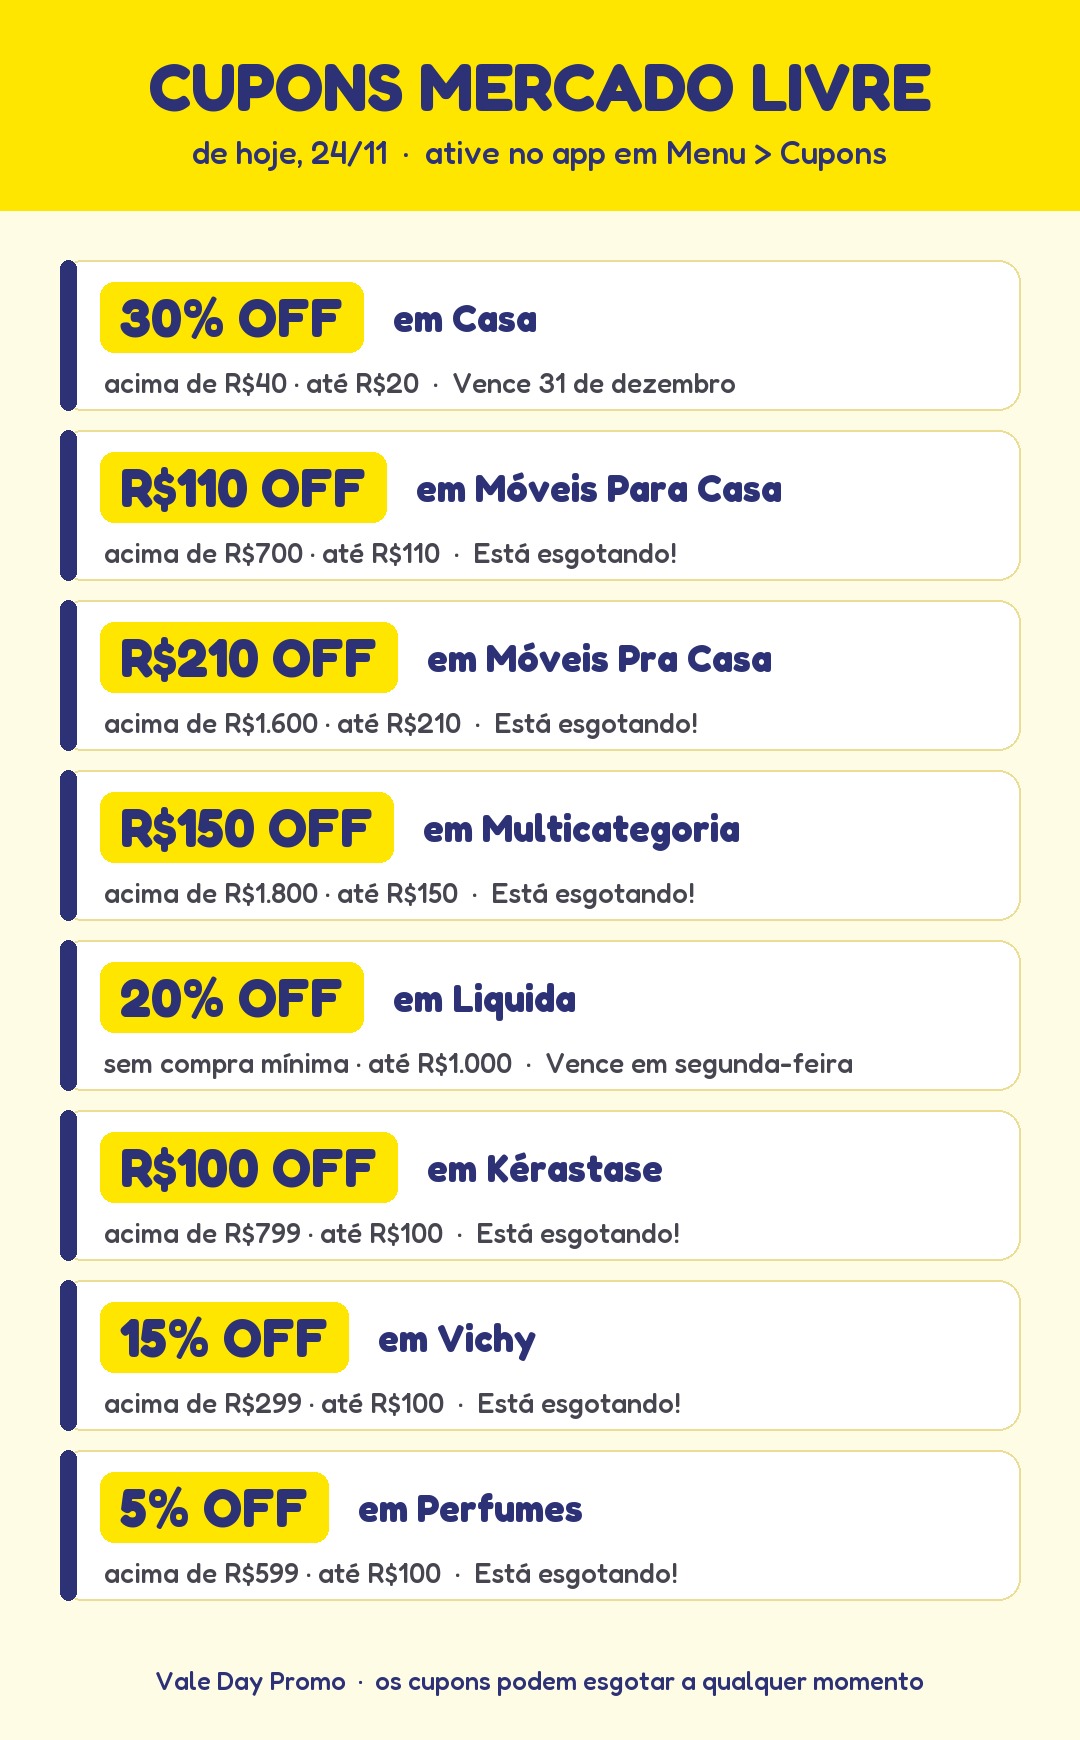 CUPONS MERCADO LIVRE
de hoje, 24/11 · ative no app em Menu > Cupons
30% OFF em Casa
acima de R$40 · até R$20 · Vence 31 de dezembro
R$110 OFF em Móveis Para Casa
acima de R$700 · até R$110 · Está esgotando!
R$210 OFF em Móveis Pra Casa
acima de R$1.600 · até R$210 · Está esgotando!
R$150 OFF em Multicategoria
acima de R$1.800 · até R$150 · Está esgotando!
20% OFF em Liquida
sem compra mínima · até R$1.000 · Vence em segunda-feira
R$100 OFF em Kérastase
acima de R$799 · até R$100 · Está esgotando!
15% OFF em Vichy
acima de R$299 · até R$100 · Está esgotando!
5% OFF em Perfumes
acima de R$599 · até R$100 · Está esgotando!
Vale Day Promo · os cupons podem esgotar a qualquer momento